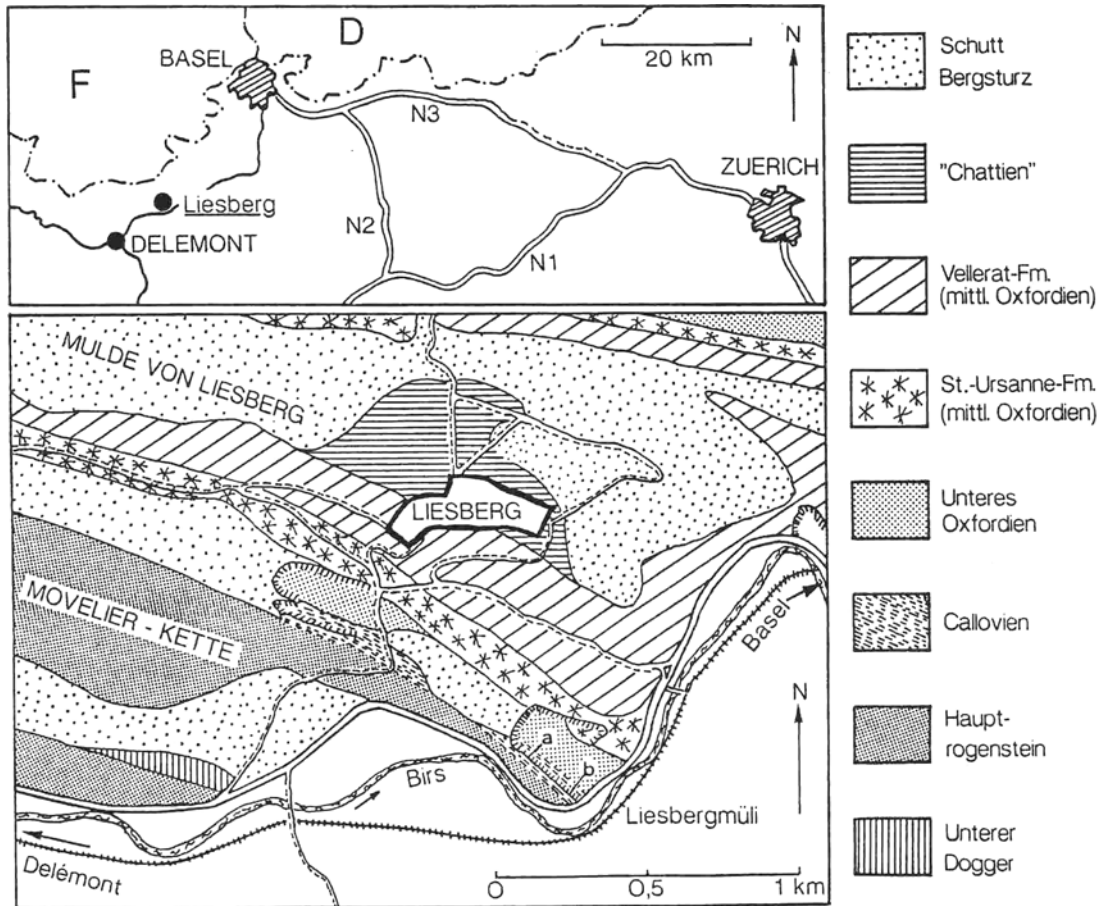 D
F
BASEL
20 km
N
N3
ZUERICH
Liesberg
DELEMONT
N2
N1
MULDE VON LIESBERG
LIESBERG
MOVELIER - KETTE
Basel
N
a
b
Birs
Liesbergmüli
Delémont
0
0,5
1 km
Schutt
Bergsturz
"Chattien"
Vellerat-Fm.
(mittl. Oxfordien)
St.-Ursanne-Fm.
(mittl. Oxfordien)
Unteres
Oxfordien
Callovien
Haupt-
rogenstein
Unterer
Dogger